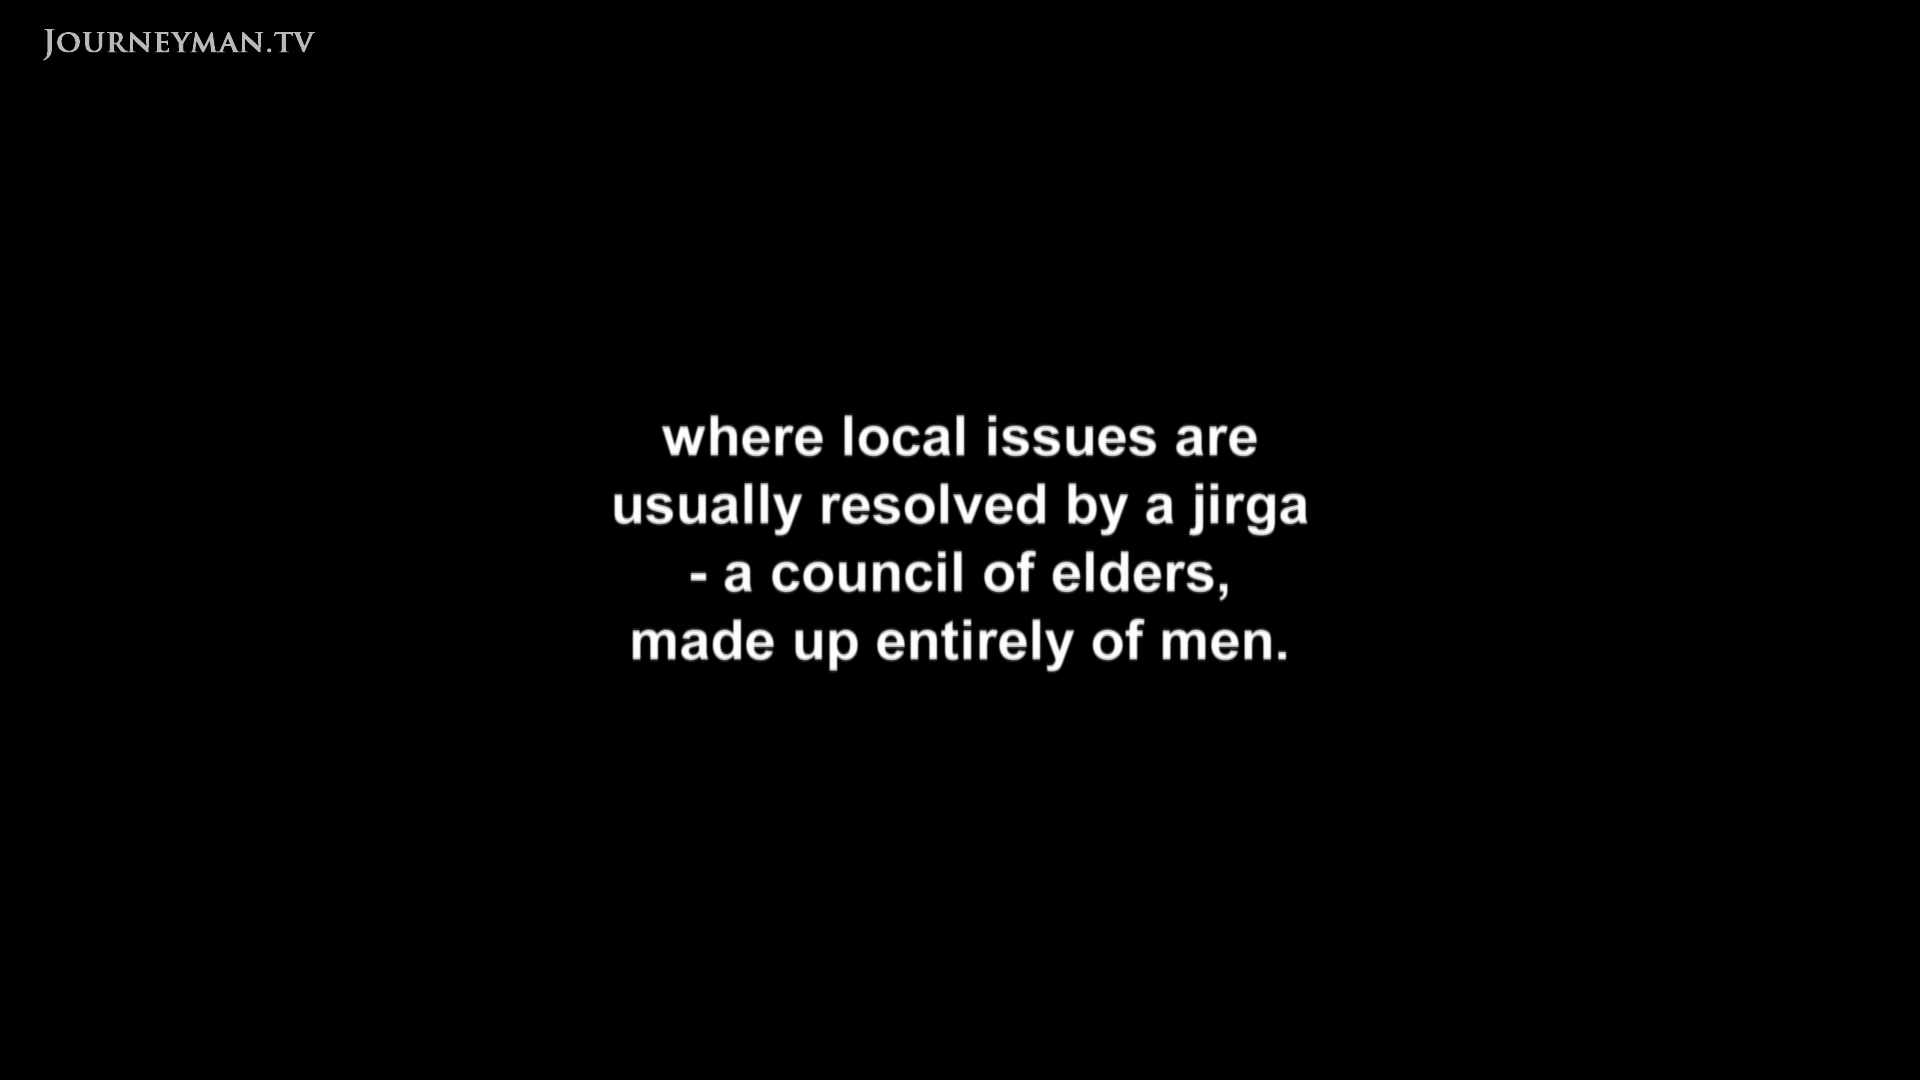 JOURNEYMAN.TV
where local issues are
usually resolved by a jirga
- a council of elders,
made up entirely of men.